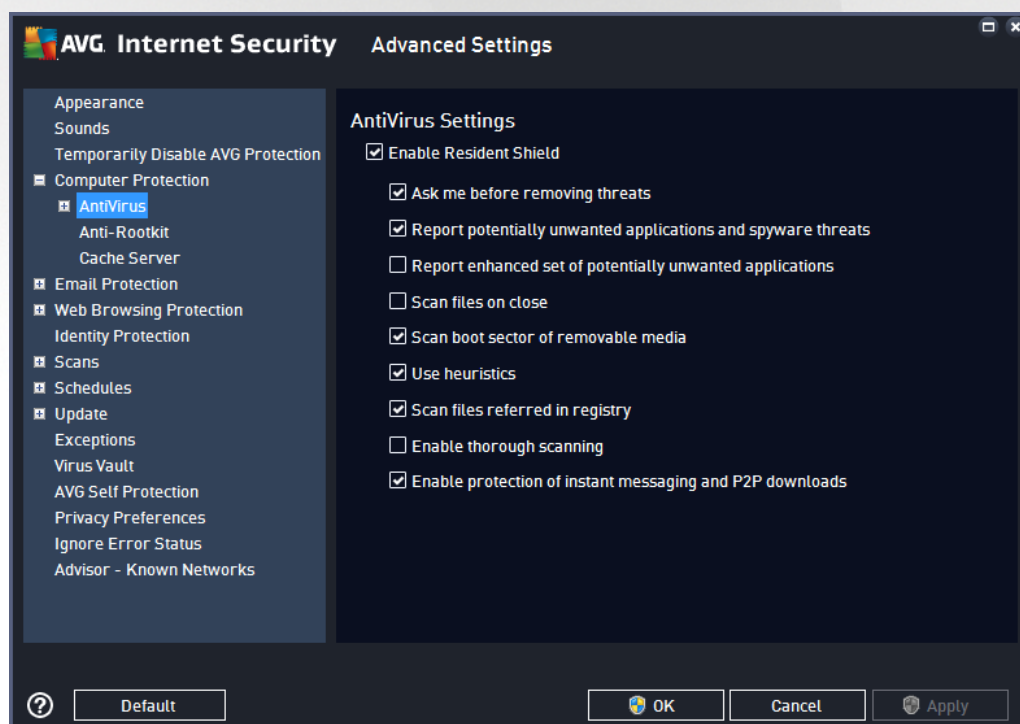 AVG. Internet Security Advanced Settings
Appearance
Sounds
Temporarily Disable AVG Protection
Computer Protection
AntiVirus
Anti-Rootkit
Cache Server
Email Protection
Web Browsing Protection
Identity Protection
Scans
Schedules
Update
Exceptions
Virus Vault
AVG Self Protection
Privacy Preferences
Ignore Error Status
Advisor - Known Networks
AntiVirus Settings
Enable Resident Shield
Ask me before removing threats
Report potentially unwanted applications and spyware threats
Report enhanced set of potentially unwanted applications
Scan files on close
Scan boot sector of removable media
Use heuristics
Scan files referred in registry
Enable thorough scanning
Enable protection of instant messaging and P2P downloads
? Default OK Cancel Apply